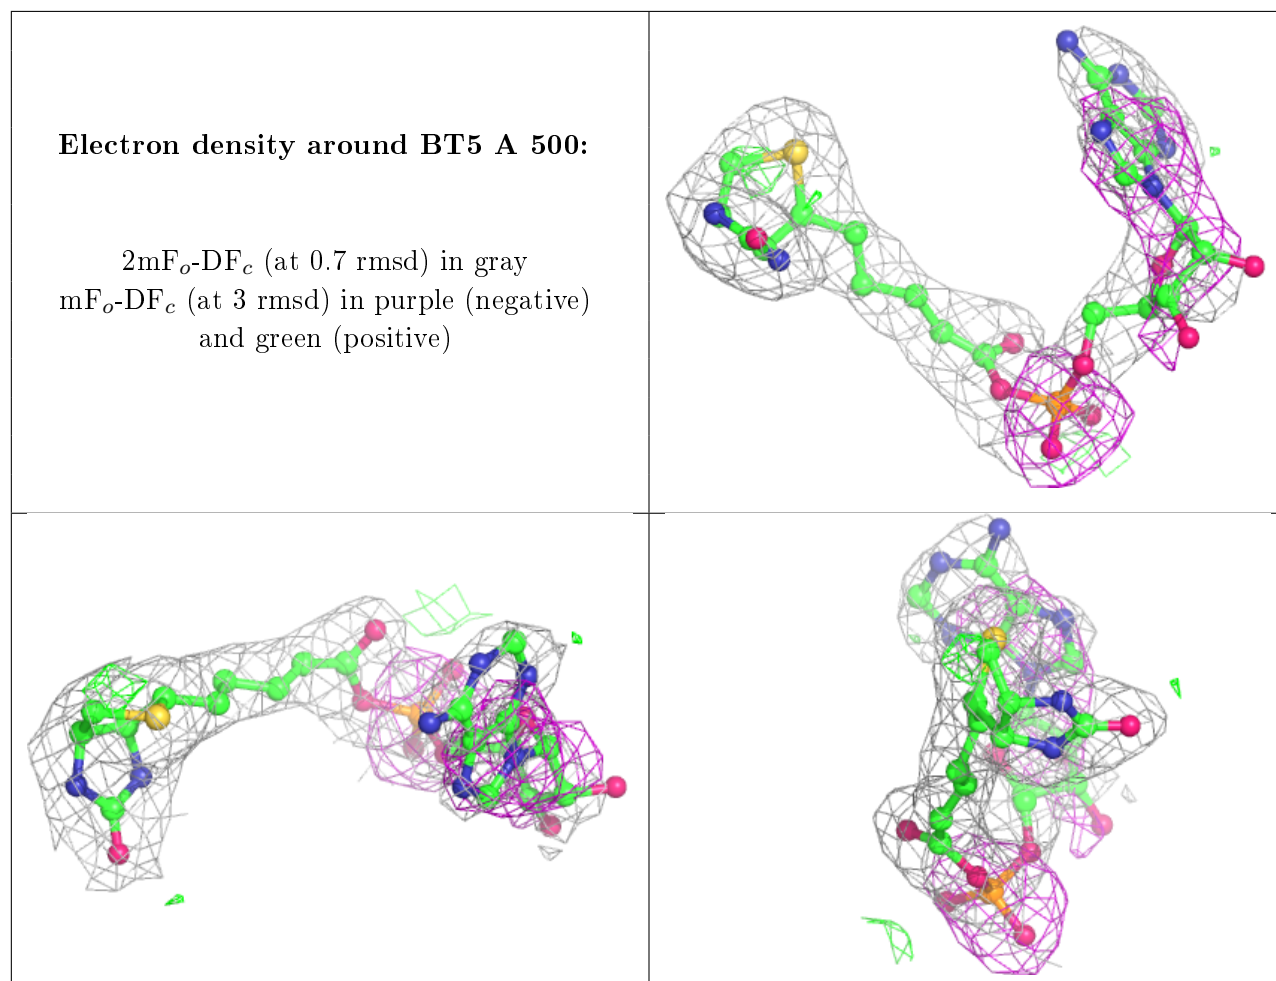 Electron density around BT5 A 500:
2mFo-DFc (at 0.7 rmsd) in gray
mFo-DFc (at 3 rmsd) in purple (negative)
and green (positive)